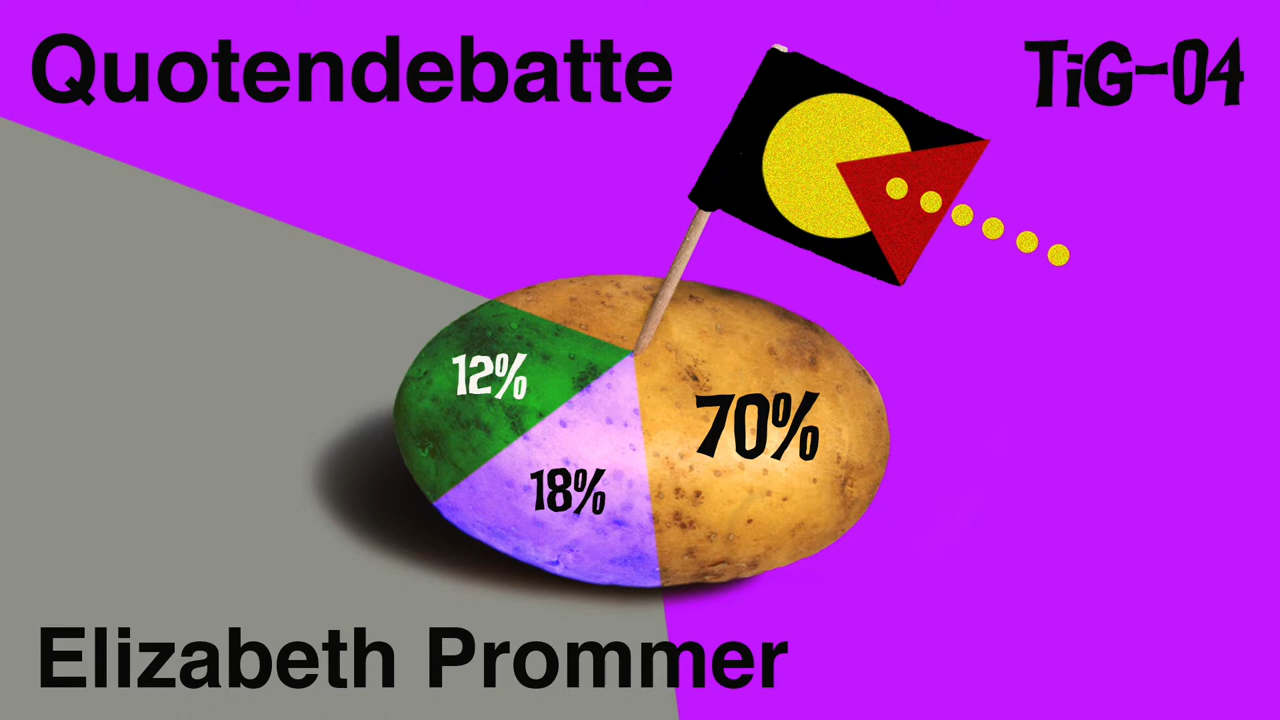 Quotendebatte
TiG-04
12%
70%
18%
Elizabeth Prommer